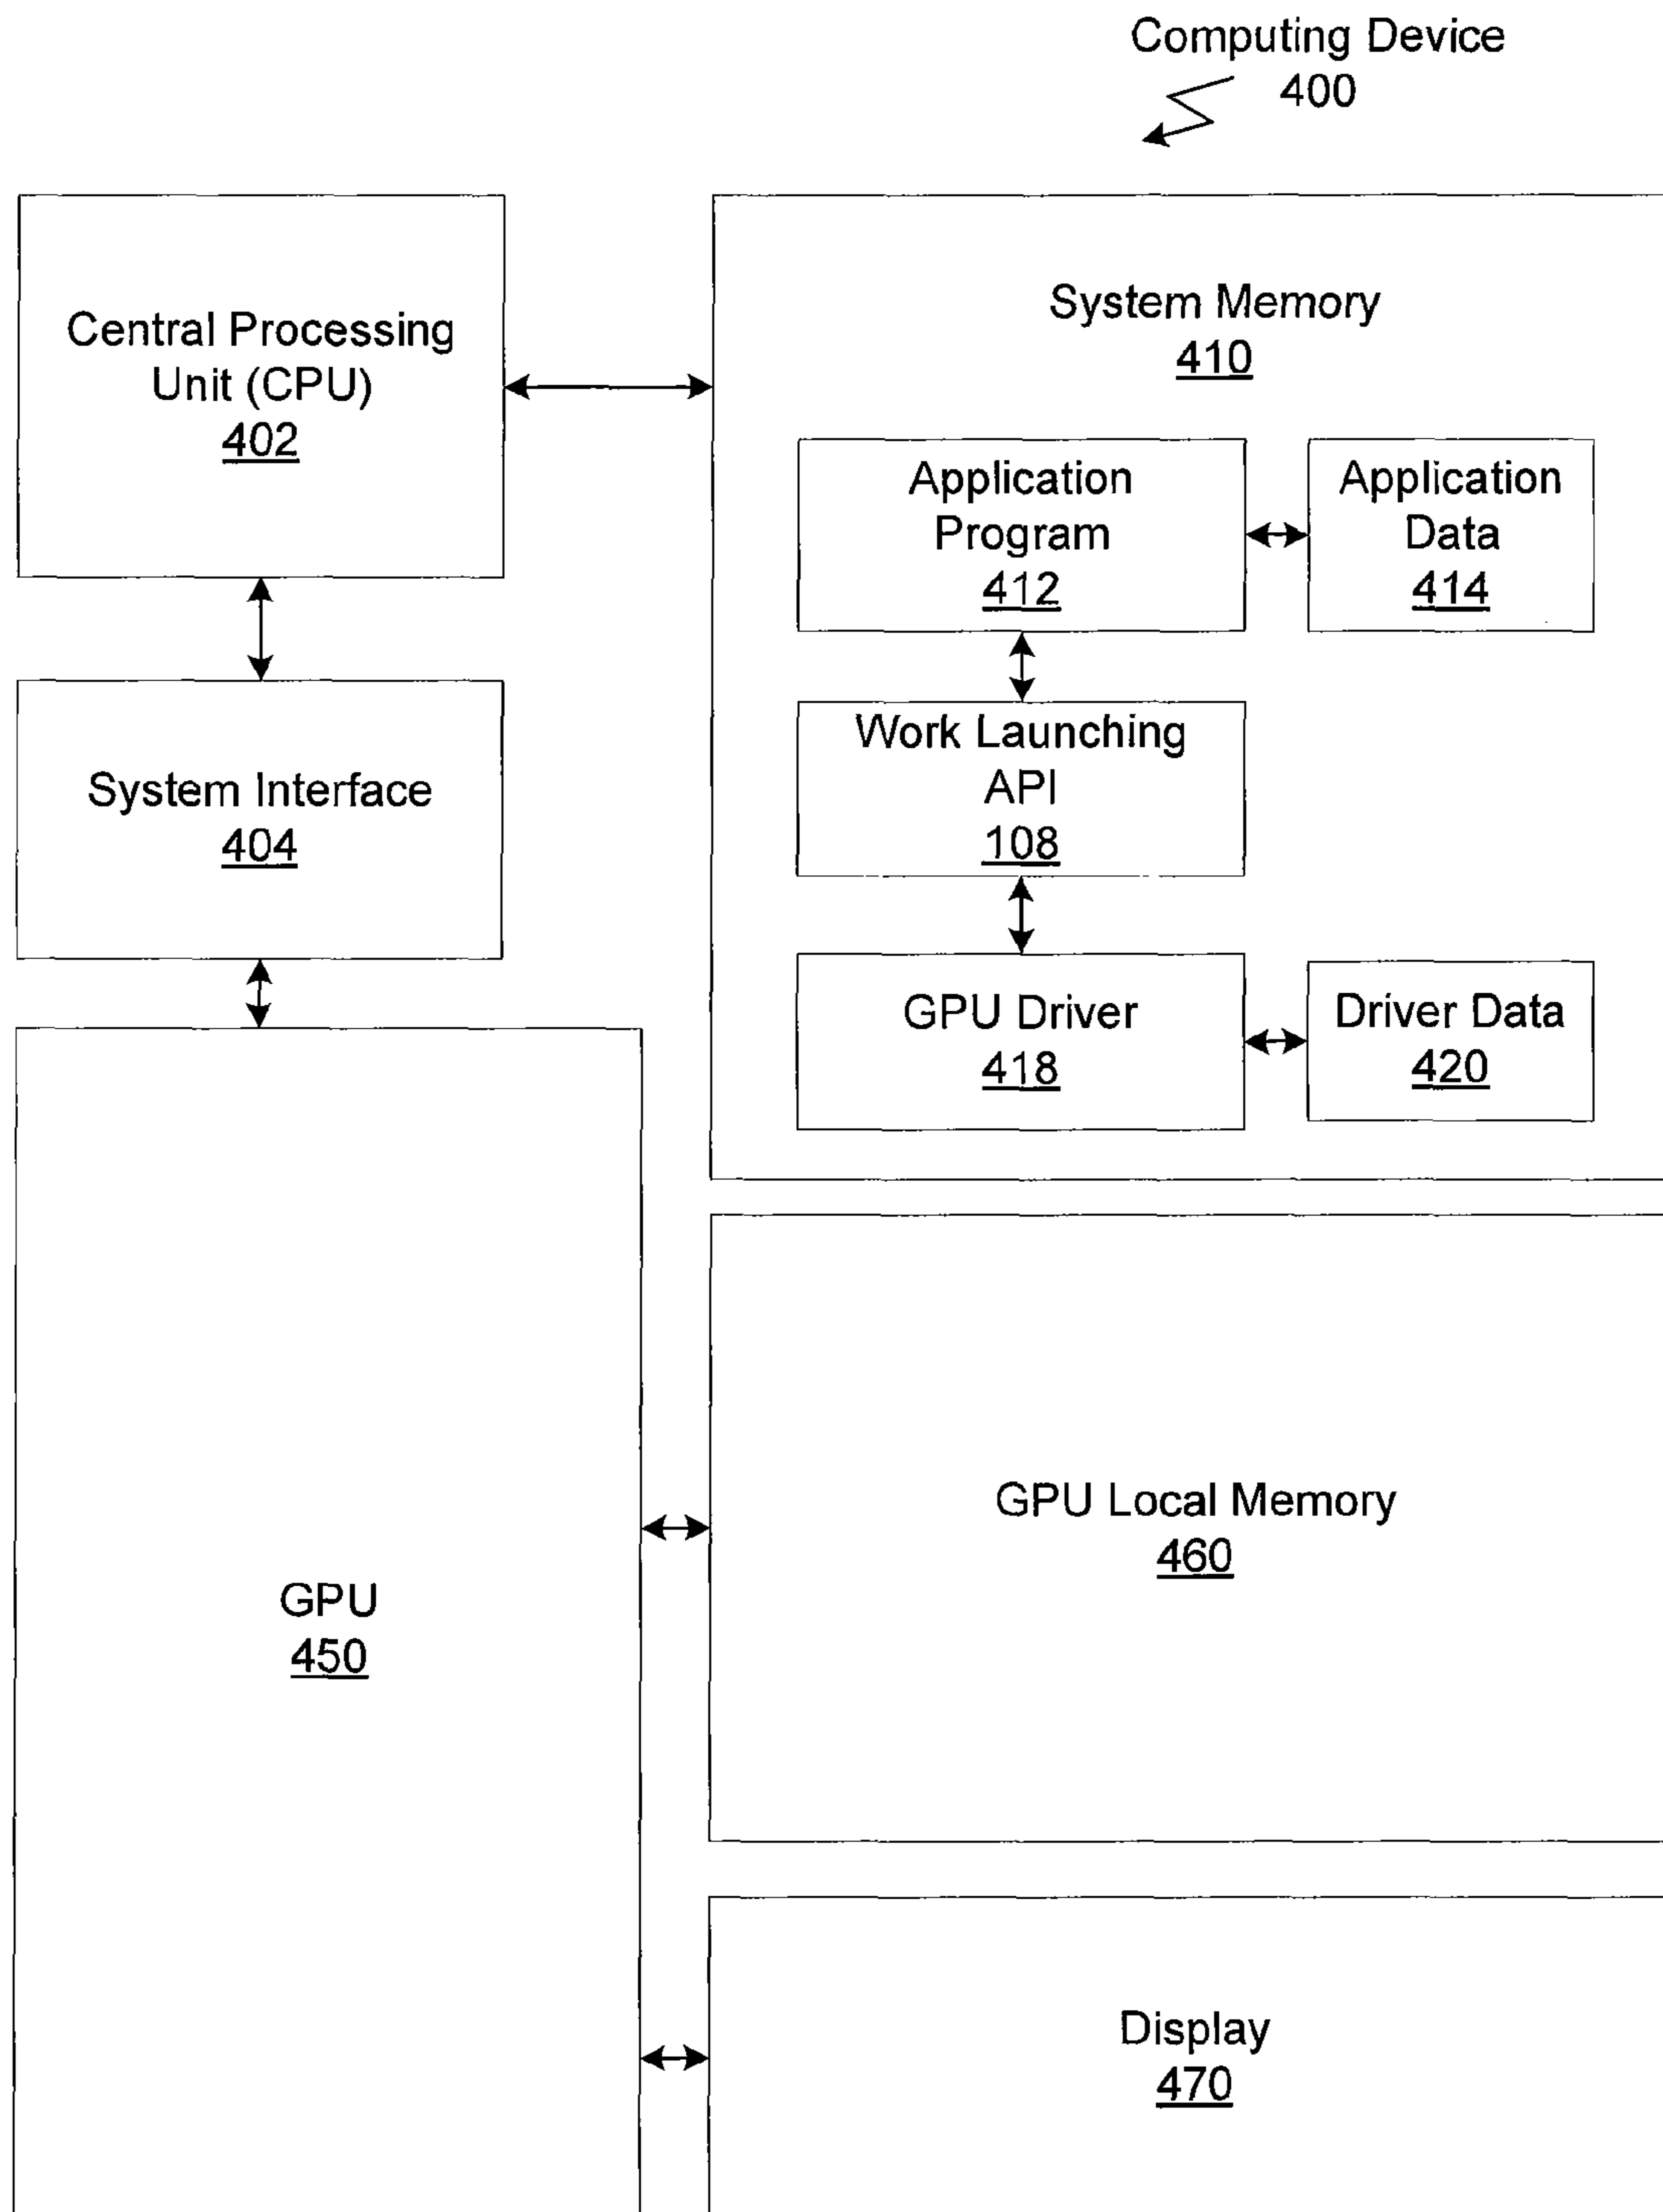 Computing Device
400
Central Processing
Unit (CPU)
402
System Memory
410
Application
Program
412
Application
Data
414
Work Launching
API
108
System Interface
404
GPU Driver
418
Driver Data
420
GPU Local Memory
460
GPU
450
Display
470